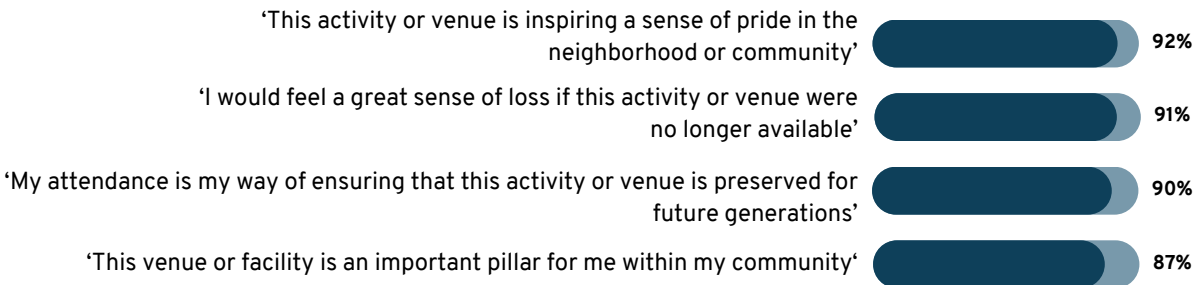 ‘This activity or venue is inspiring a sense of pride in the
neighborhood or community’
92%
‘I would feel a great sense of loss if this activity or venue were
no longer available’
91%
‘My attendance is my way of ensuring that this activity or venue is preserved for
future generations’
90%
‘This venue or facility is an important pillar for me within my community‘
87%